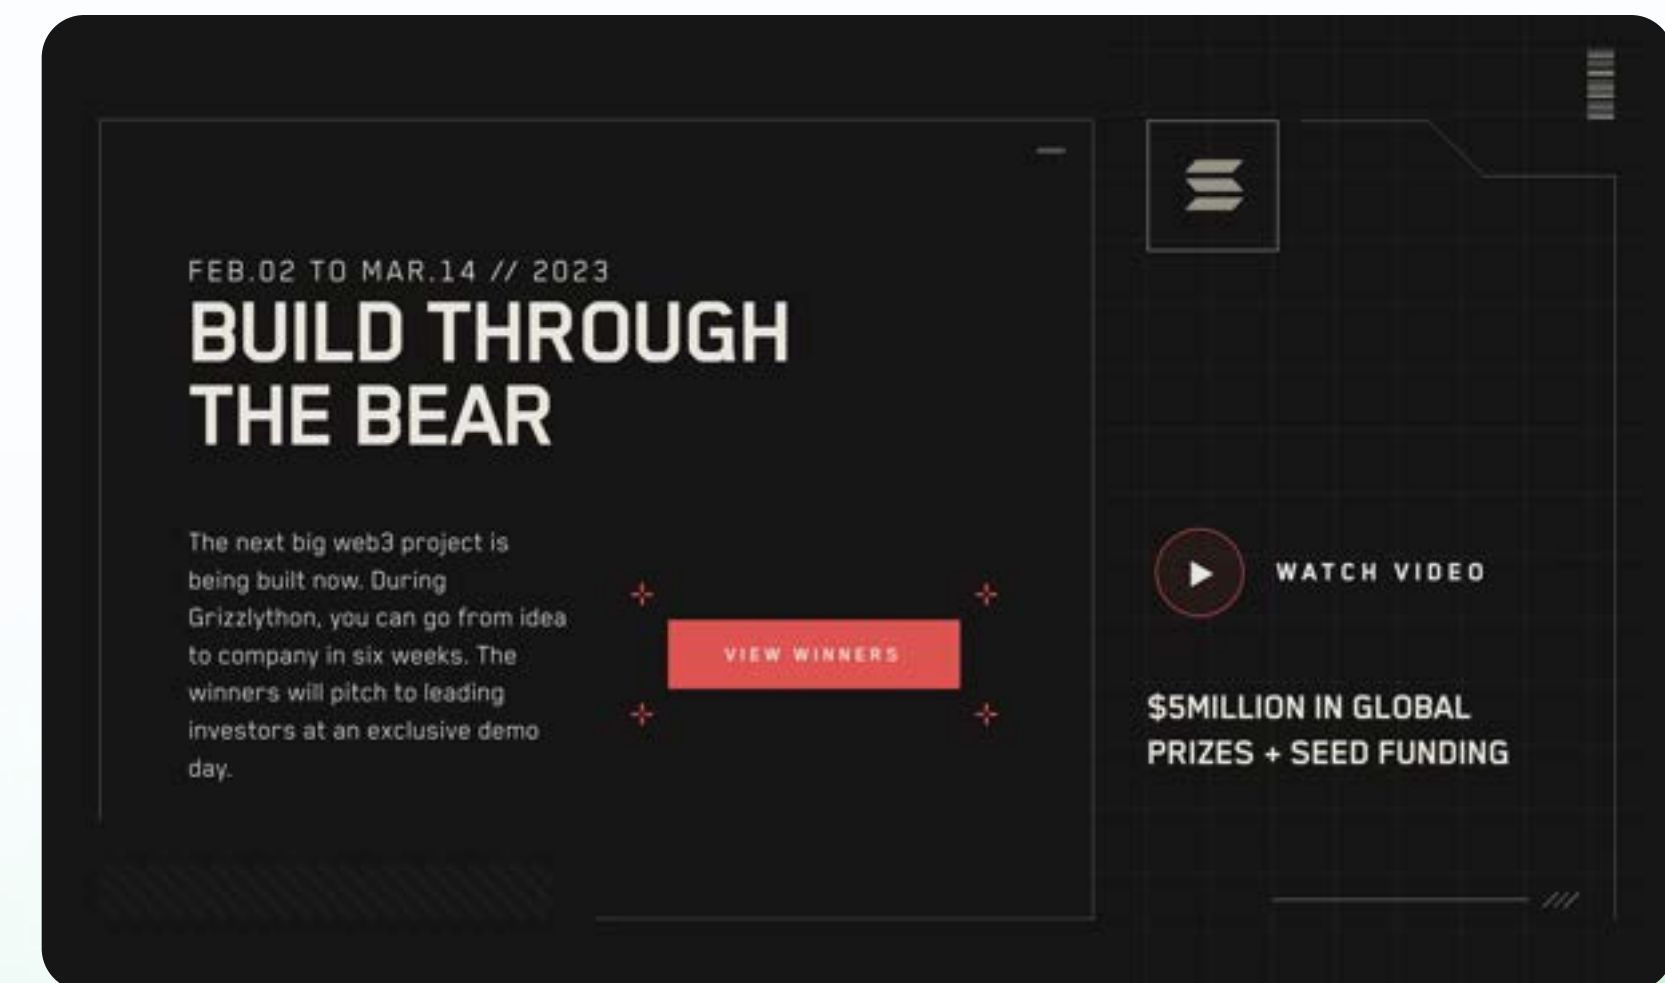 FEB.02 TO MAR.14 // 2023
BUILD THROUGH
THE BEAR
The next big web3 project is
being built now. During
Grizzlython, you can go from idea
to company in six weeks. The
winners will pitch to leading
investors at an exclusive demo
day.
VIEW WINNERS
WATCH VIDEO
$5MILLION IN GLOBAL
PRIZES + SEED FUNDING